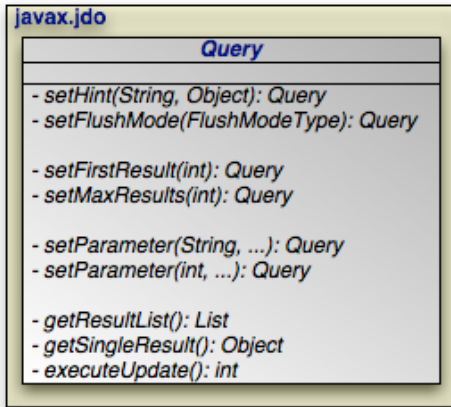 javax.jdo
Query
- setHint(String, Object): Query
- setFlushMode(FlushModeType): Query
- setFirstResult(int): Query
- setMaxResults(int): Query
- setParameter(String, ...): Query
- setParameter(int, ...): Query
- getResultList(): List
- getSingleResult(): Object
- executeUpdate(): int